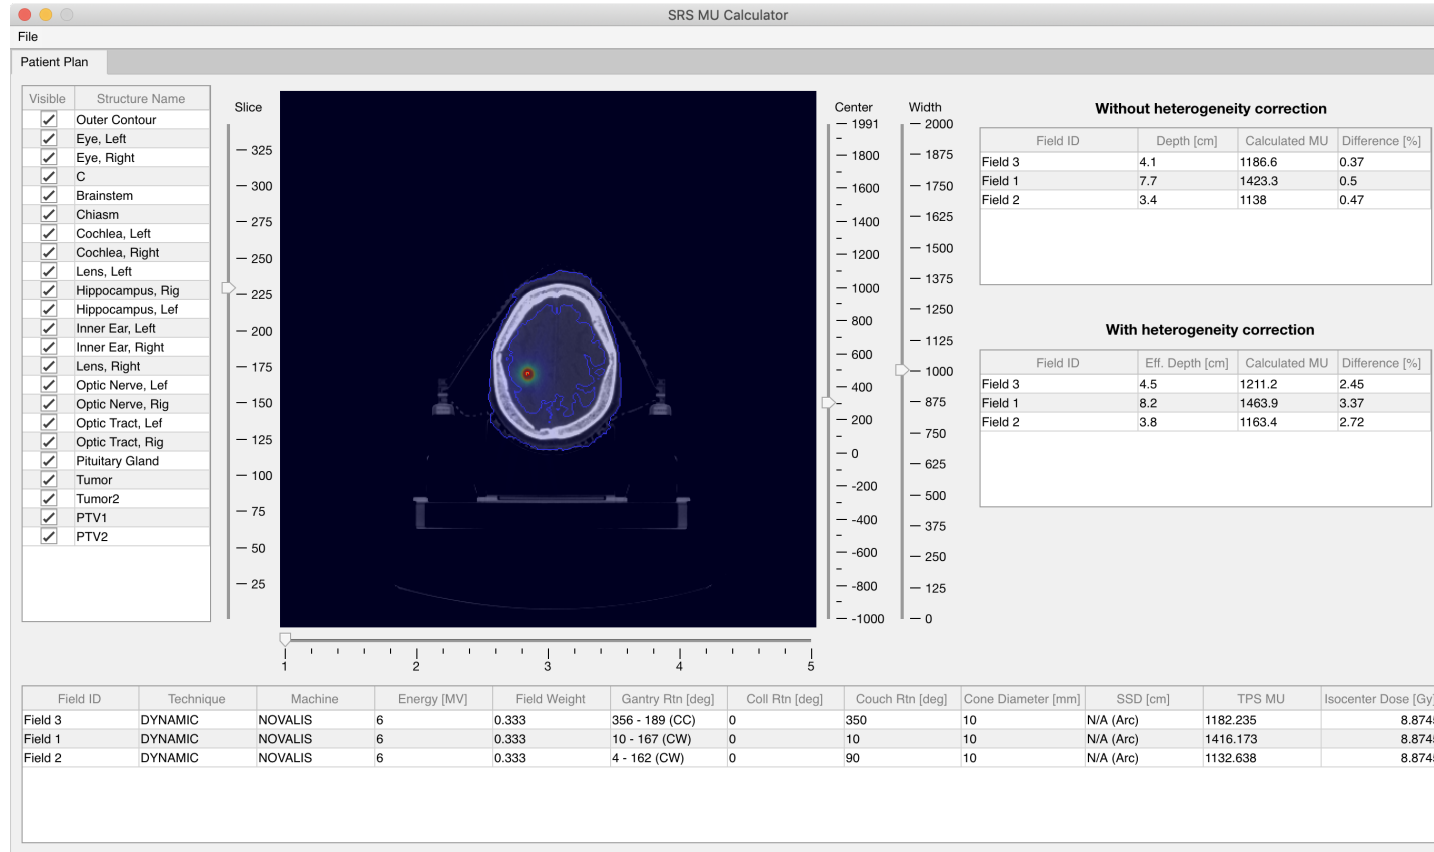 SRS MU Calculator
File
Patient Plan
Visible Structure Name
Outer Contour
Eye, Left
Eye, Right
C
Brainstem
Chiasm
Cochlea, Left
Cochlea, Right
Lens, Left
Hippocampus, Rig
Hippocampus, Lef
Inner Ear, Left
Inner Ear, Right
Lens, Right
Optic Nerve, Lef
Optic Nerve, Rig
Optic Tract, Lef
Optic Tract, Rig
Pituitary Gland
Tumor
Tumor2
PTV1
PTV2
Slice
325
300
275
250
225
200
175
150
125
100
75
50
25
1 2 3 4 5
Center
1991
1800
1600
1400
1200
1000
800
600
400
200
0
-200
-400
-600
-800
-1000
Width
2000
1875
1750
1625
1500
1375
1250
1125
1000
875
750
625
500
375
250
125
0
Without heterogeneity correction
Field ID Depth [cm] Calculated MU Difference [%]
Field 3 4.1 1186.6 0.37
Field 1 7.7 1423.3 0.5
Field 2 3.4 1138 0.47
With heterogeneity correction
Field ID Eff. Depth [cm] Calculated MU Difference [%]
Field 3 4.5 1211.2 2.45
Field 1 8.2 1463.9 3.37
Field 2 3.8 1163.4 2.72
Field ID Technique Machine Energy [MV] Field Weight Gantry Rtn [deg] Coll Rtn [deg] Couch Rtn [deg] Cone Diameter [mm] SSD [cm] TPS MU Isocenter Dose [Gy]
Field 3 DYNAMIC NOVALIS 6 0.333 356 - 189 (CC) 0 350 10 N/A (Arc) 1182.235 8.874
Field 1 DYNAMIC NOVALIS 6 0.333 10 - 167 (CW) 0 10 10 N/A (Arc) 1416.173 8.874
Field 2 DYNAMIC NOVALIS 6 0.333 4 - 162 (CW) 0 90 10 N/A (Arc) 1132.638 8.874